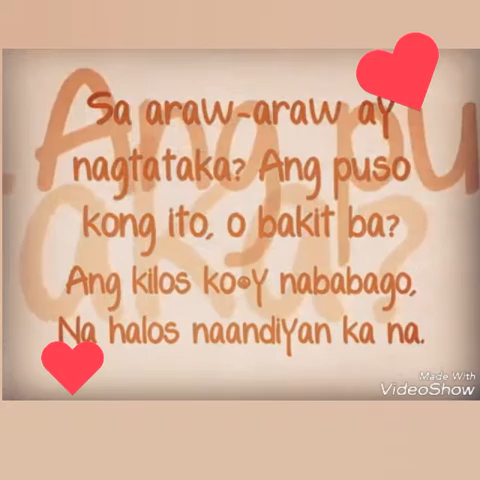 Sa araw-araw ay
nagtataka? Ang puso
kong ito, o bakit ba?
Ang kilos ko•y nababago,
Na halos naandiyan ka na.
Made With
VideoShow